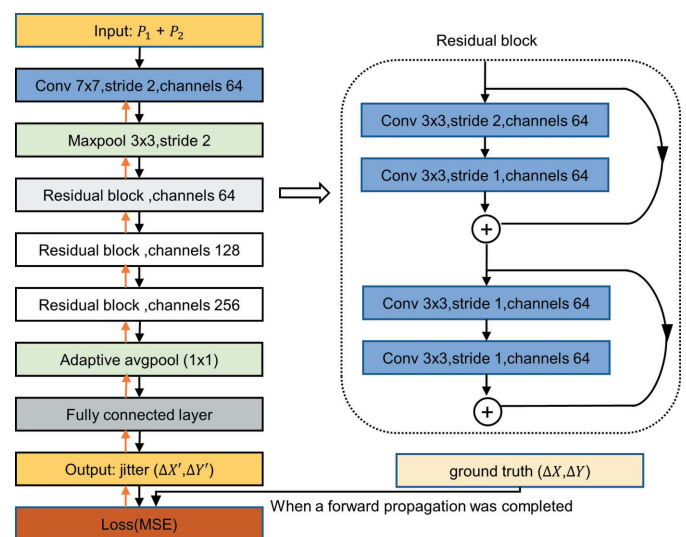 Input: P₁ + P₂
Conv 7x7,stride 2,channels 64
Maxpool 3x3,stride 2
Residual block ,channels 64
Residual block ,channels 128
Residual block ,channels 256
Adaptive avgpool (1x1)
Fully connected layer
Output: jitter (ΔX′,ΔY′)
Loss(MSE)
Residual block
Conv 3x3,stride 2,channels 64
Conv 3x3,stride 1,channels 64
+
Conv 3x3,stride 1,channels 64
Conv 3x3,stride 1,channels 64
+
ground truth (ΔX,ΔY)
When a forward propagation was completed